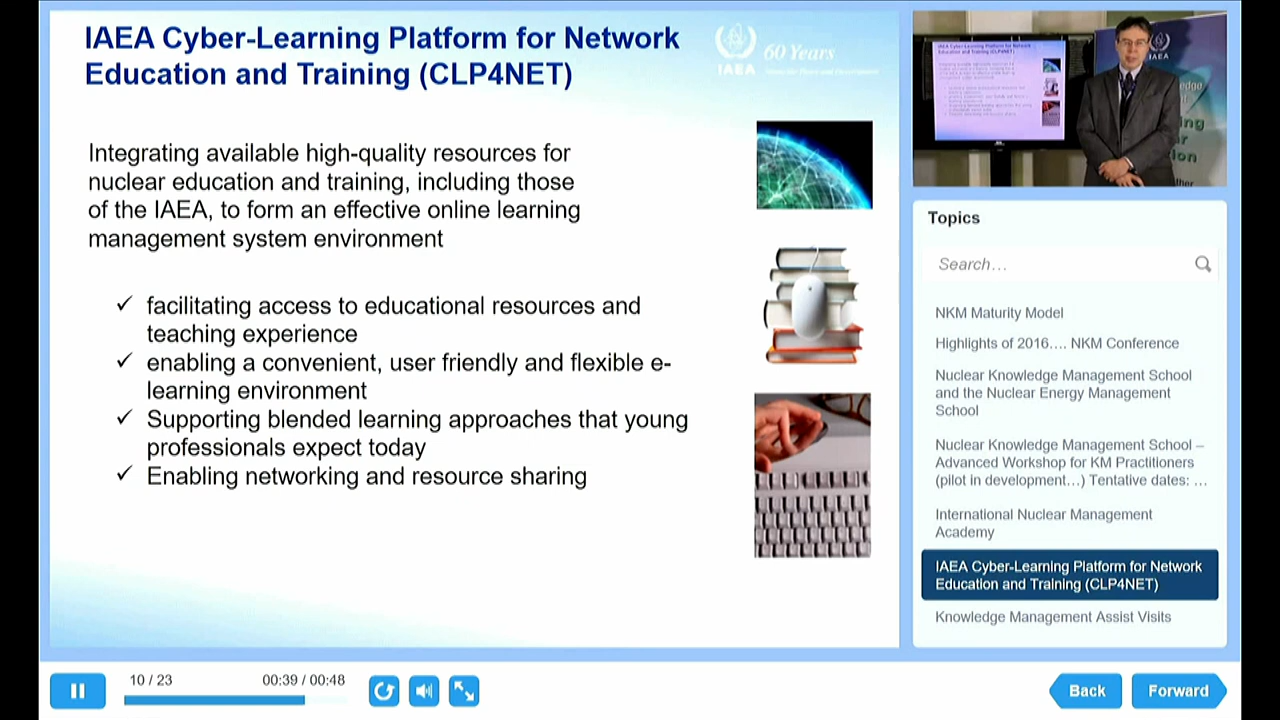 IAEA Cyber-Learning Platform for Network
Education and Training (CLP4NET)
IAEA
60 Years
Integrating available high-quality resources for
nuclear education and training, including those
of the IAEA, to form an effective online learning
management system environment
✓ facilitating access to educational resources and
teaching experience
✓ enabling a convenient, user friendly and flexible e-
learning environment
✓ Supporting blended learning approaches that young
professionals expect today
✓ Enabling networking and resource sharing
IAEA
Topics
Search…
NKM Maturity Model
Highlights of 2016…. NKM Conference
Nuclear Knowledge Management School
and the Nuclear Energy Management
School
Nuclear Knowledge Management School –
Advanced Workshop for KM Practitioners
(pilot in development…) Tentative dates: …
International Nuclear Management
Academy
IAEA Cyber-Learning Platform for Network
Education and Training (CLP4NET)
Knowledge Management Assist Visits
10 / 23
00:39 / 00:48
Back
Forward